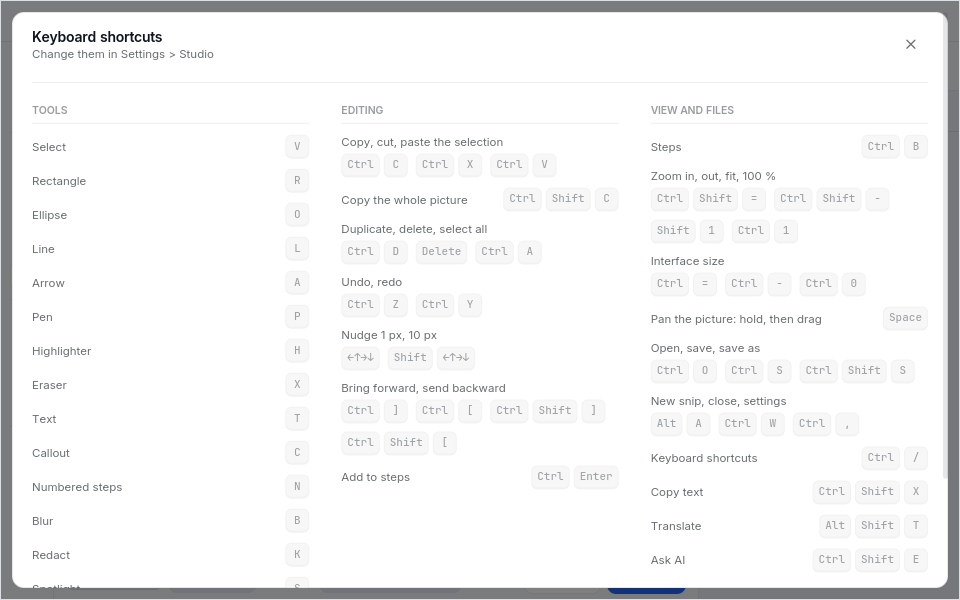 Keyboard shortcuts
Change them in Settings > Studio
TOOLS
Select V
Rectangle R
Ellipse O
Line L
Arrow A
Pen P
Highlighter H
Eraser X
Text T
Callout C
Numbered steps N
Blur B
Redact K
Spotlight S
EDITING
Copy, cut, paste the selection
Ctrl C Ctrl X Ctrl V
Copy the whole picture Ctrl Shift C
Duplicate, delete, select all
Ctrl D Delete Ctrl A
Undo, redo
Ctrl Z Ctrl Y
Nudge 1 px, 10 px
←↑→↓ Shift ←↑→↓
Bring forward, send backward
Ctrl ] Ctrl [ Ctrl Shift ]
Ctrl Shift [
Add to steps Ctrl Enter
VIEW AND FILES
Steps Ctrl B
Zoom in, out, fit, 100 %
Ctrl Shift = Ctrl Shift -
Shift 1 Ctrl 1
Interface size
Ctrl = Ctrl - Ctrl 0
Pan the picture: hold, then drag Space
Open, save, save as
Ctrl O Ctrl S Ctrl Shift S
New snip, close, settings
Alt A Ctrl W Ctrl ,
Keyboard shortcuts Ctrl /
Copy text Ctrl Shift X
Translate Alt Shift T
Ask AI Ctrl Shift E